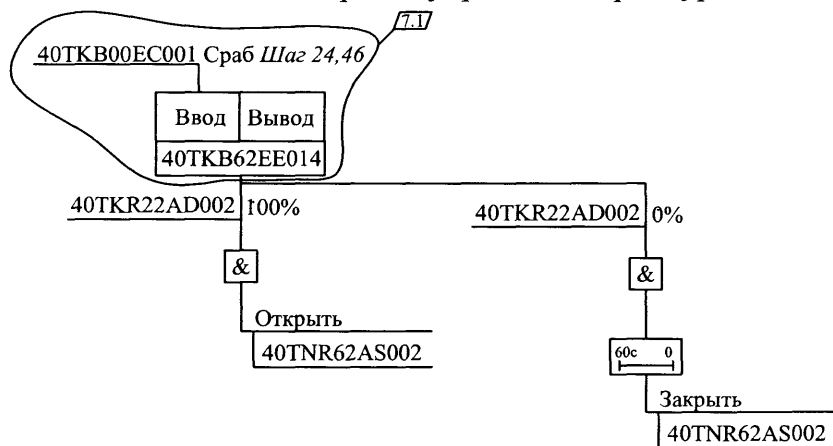 7.1
40TKB00EC001 Сраб Шаг 24,46
Ввод Вывод
40TKB62EE014
40TKR22AD002 100%
40TKR22AD002 0%
&
&
Открыть
40TNR62AS002
60с 0
Закрыть
40TNR62AS002